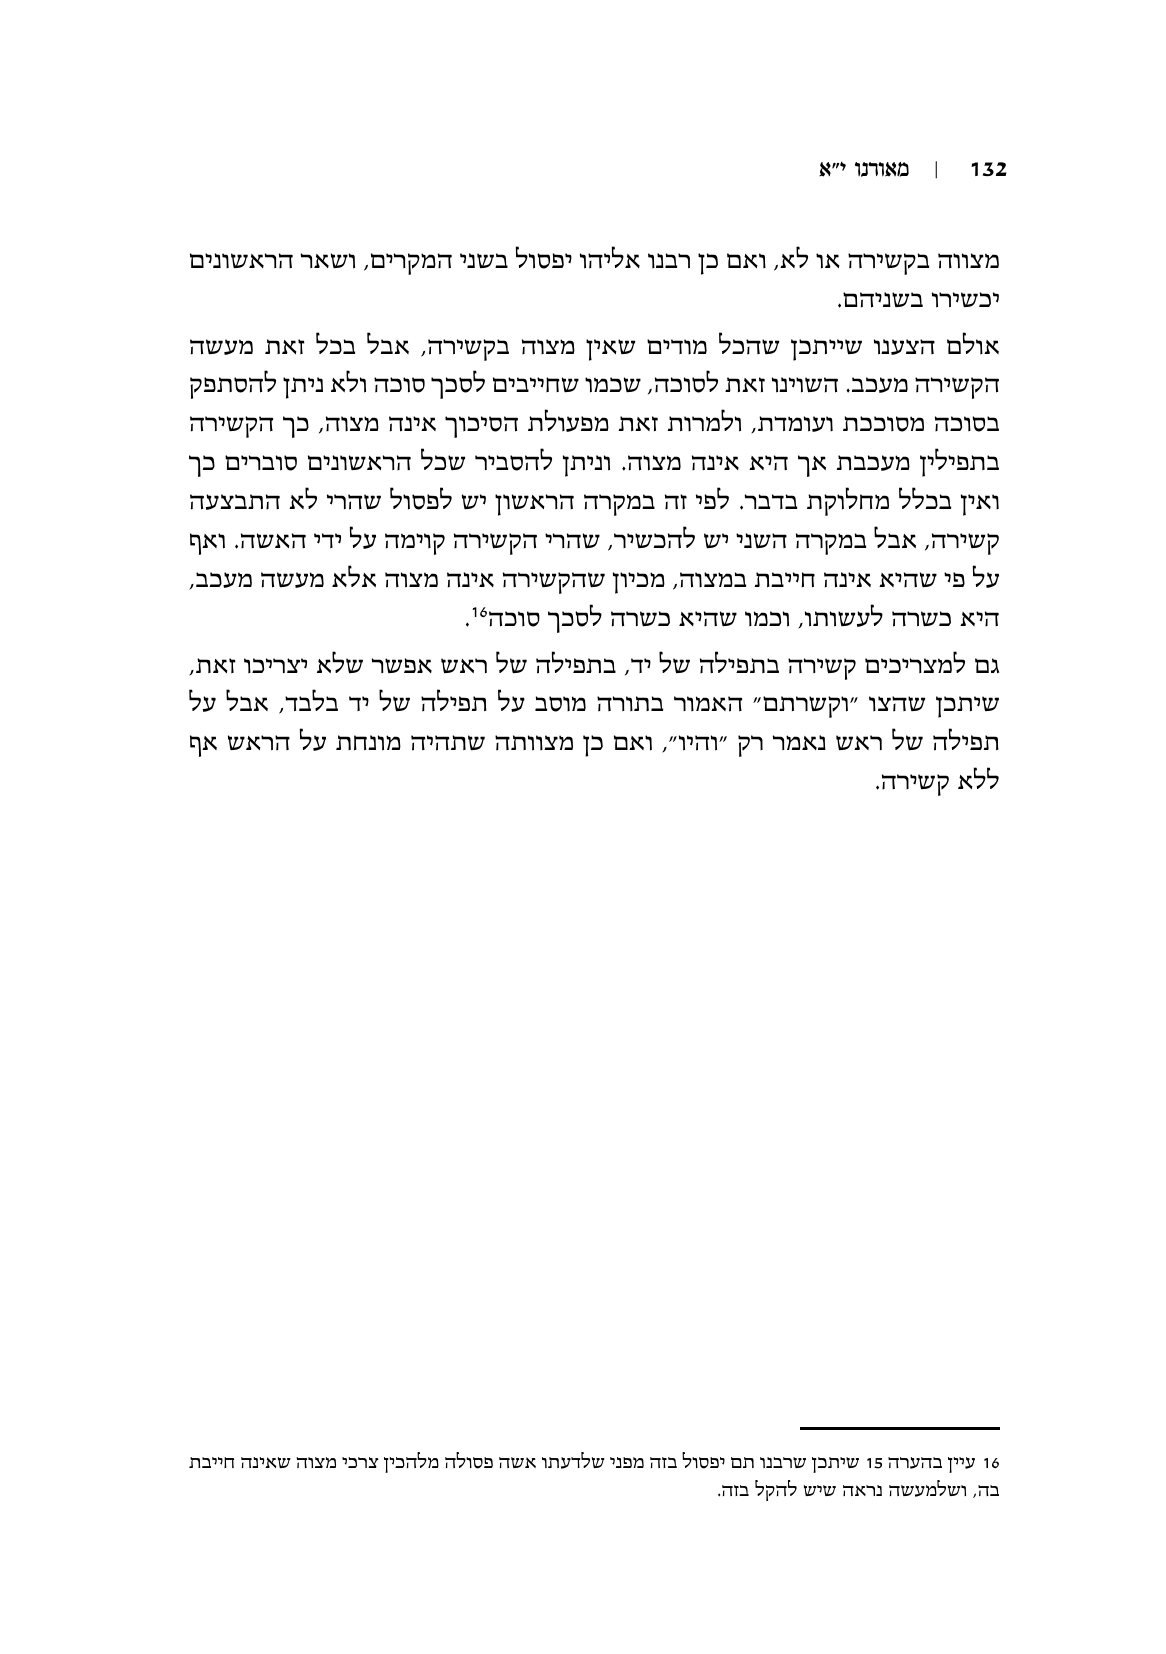 132 | מאורנו י״א
מצווה בקשירה או לא, ואם כן רבנו אליהו יפסול בשני המקרים, ושאר הראשונים
יכשירו בשניהם.
אולם הצענו שייתכן שהכל מודים שאין מצוה בקשירה, אבל בכל זאת מעשה
הקשירה מעכב. השוינו זאת לסוכה, שכמו שחייבים לסכך סוכה ולא ניתן להסתפק
בסוכה מסוככת ועומדת, ולמרות זאת מפעולת הסיכוך אינה מצוה, כך הקשירה
בתפילין מעכבת אך היא אינה מצוה. וניתן להסביר שכל הראשונים סוברים כך
ואין בכלל מחלוקת בדבר. לפי זה במקרה הראשון יש לפסול שהרי לא התבצעה
קשירה, אבל במקרה השני יש להכשיר, שהרי הקשירה קוימה על ידי האשה. ואף
על פי שהיא אינה חייבת במצוה, מכיון שהקשירה אינה מצוה אלא מעשה מעכב,
היא כשרה לעשותו, וכמו שהיא כשרה לסכך סוכה16.
גם למצריכים קשירה בתפילה של יד, בתפילה של ראש אפשר שלא יצריכו זאת,
שיתכן שהצו ״וקשרתם״ האמור בתורה מוסב על תפילה של יד בלבד, אבל על
תפילה של ראש נאמר רק ״והיו״, ואם כן מצוותה שתהיה מונחת על הראש אף
ללא קשירה.
16 עיין בהערה 15 שיתכן שרבנו תם יפסול בזה מפני שלדעתו אשה פסולה מלהכין צרכי מצוה שאינה חייבת
בה, ושלמעשה נראה שיש להקל בזה.